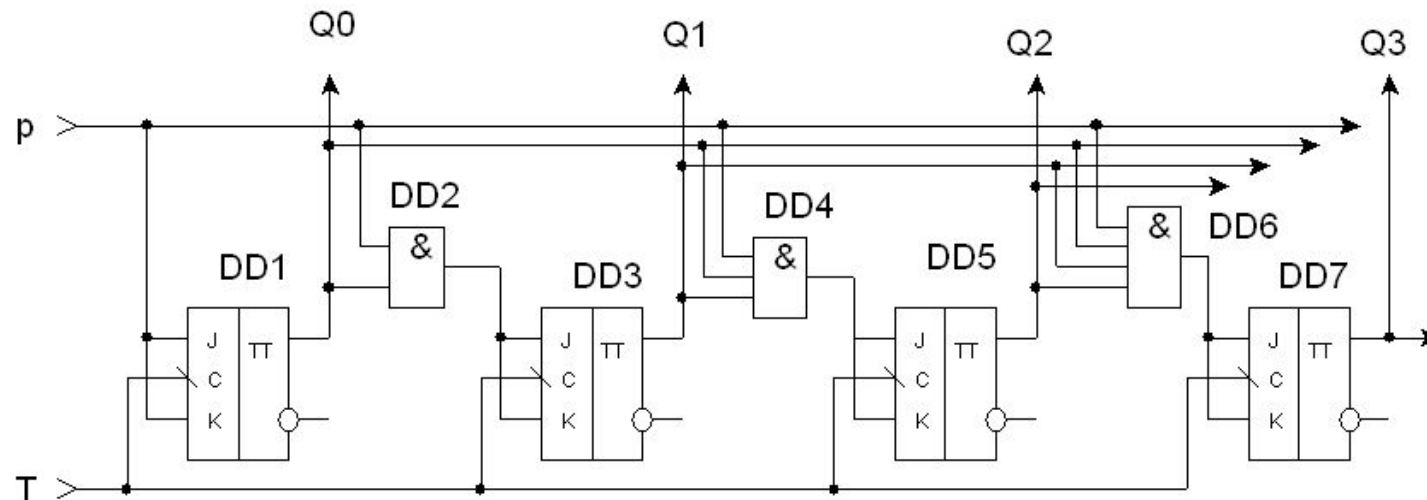 Q0 Q1 Q2 Q3
p
DD2 DD4 DD6
& & &
DD1 DD3 DD5 DD7
J TT J TT J TT J TT
C C C C
K K K K
T